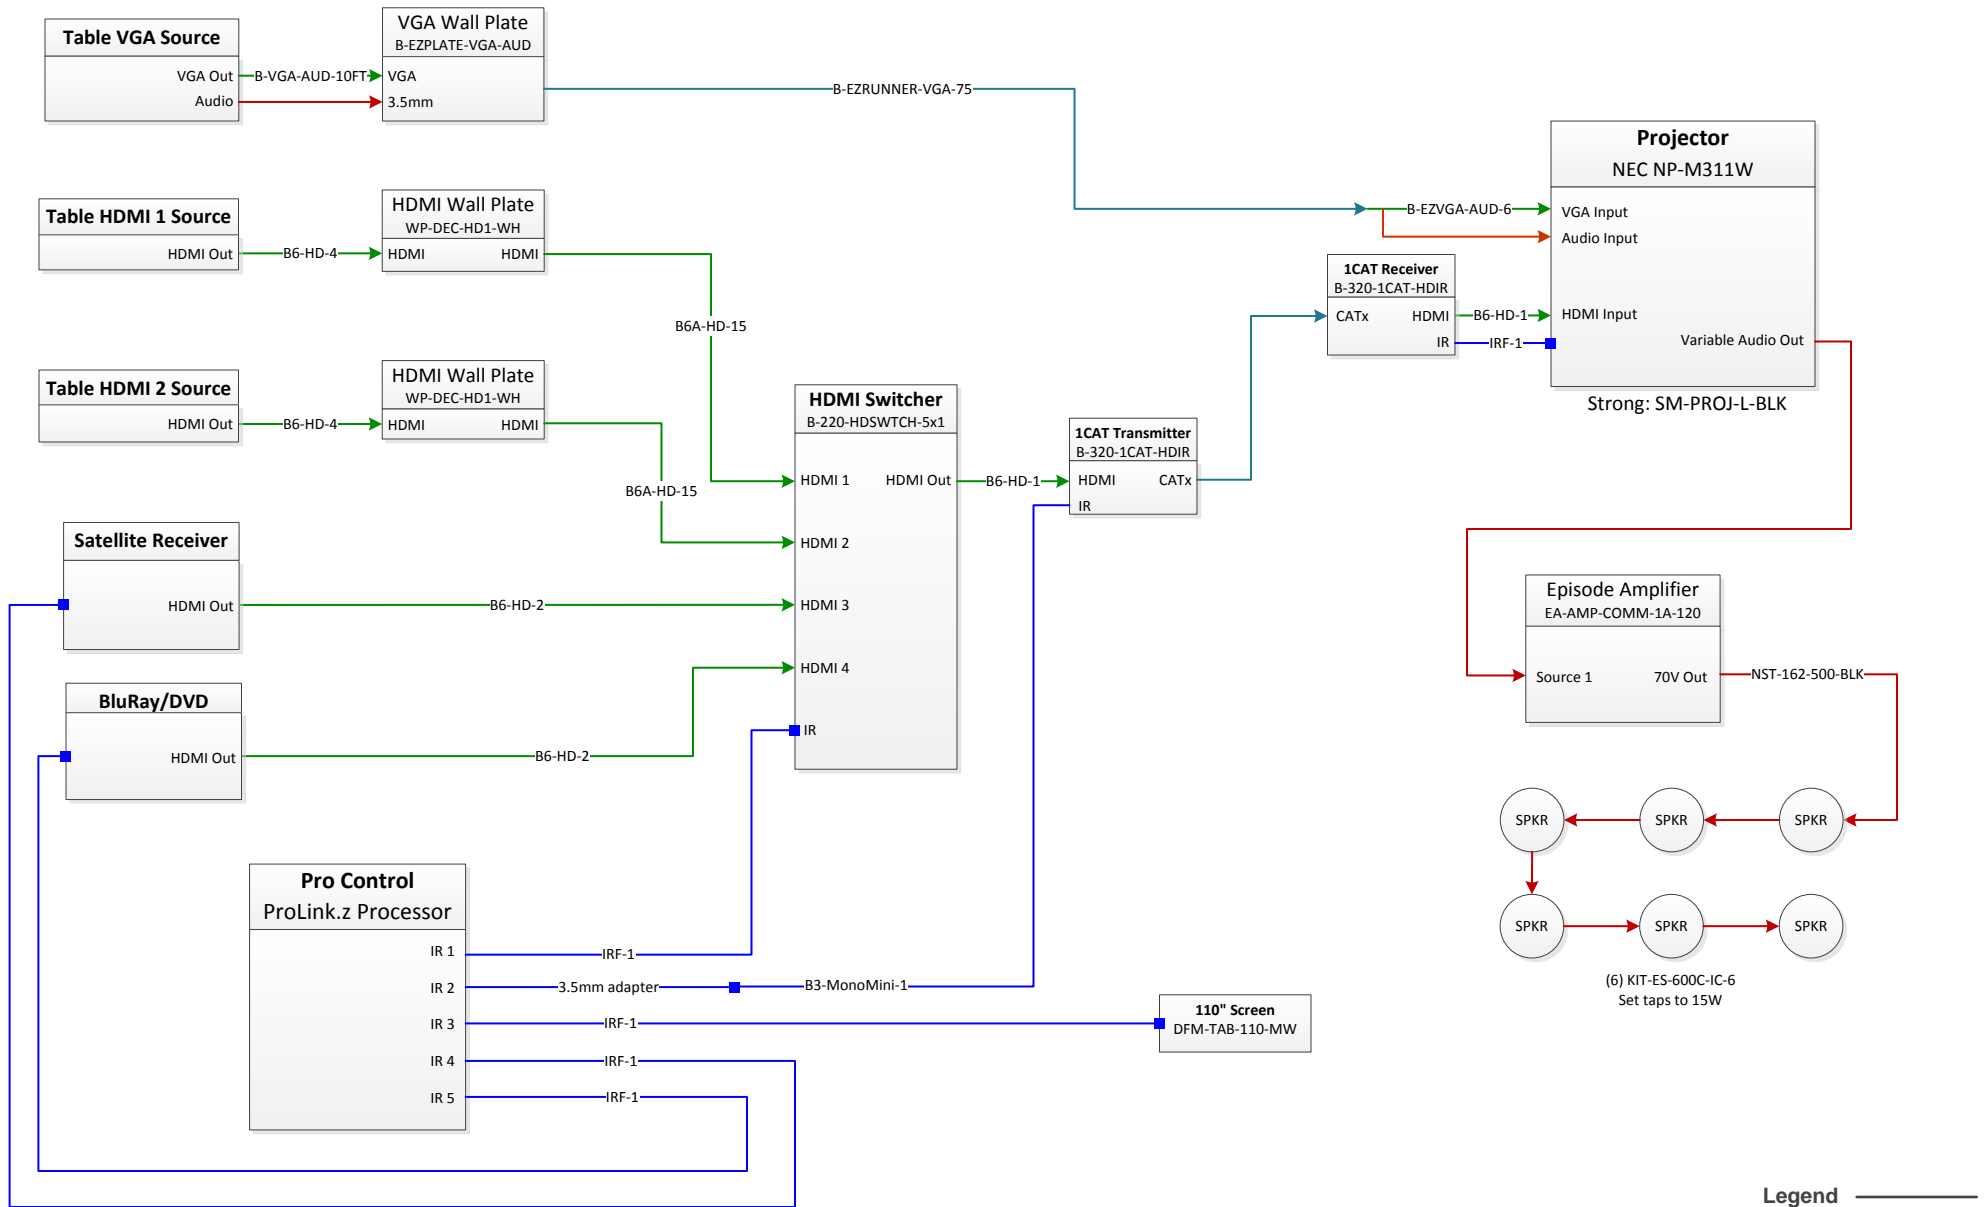 Table VGA Source
VGA Out
Audio
B-VGA-AUD-10FT
VGA Wall Plate
B-EZPLATE-VGA-AUD
VGA
3.5mm
B-EZRUNNER-VGA-75
Projector
NEC NP-M311W
VGA Input
Audio Input
HDMI Input
Variable Audio Out
Strong: SM-PROJ-L-BLK
B-EZVGA-AUD-6
Table HDMI 1 Source
HDMI Out
B6-HD-4
HDMI Wall Plate
WP-DEC-HD1-WH
HDMI
HDMI
B6A-HD-15
1CAT Receiver
B-320-1CAT-HDIR
CATx
HDMI
IR
B6-HD-1
IRF-1
Table HDMI 2 Source
HDMI Out
B6-HD-4
HDMI Wall Plate
WP-DEC-HD1-WH
HDMI
HDMI
B6A-HD-15
HDMI Switcher
B-220-HDSWTCH-5x1
HDMI 1
HDMI Out
HDMI 2
HDMI 3
HDMI 4
IR
B6-HD-1
1CAT Transmitter
B-320-1CAT-HDIR
HDMI
CATx
IR
Satellite Receiver
HDMI Out
B6-HD-2
BluRay/DVD
HDMI Out
B6-HD-2
Episode Amplifier
EA-AMP-COMM-1A-120
Source 1
70V Out
NST-162-500-BLK
SPKR
SPKR
SPKR
SPKR
SPKR
SPKR
(6) KIT-ES-600C-IC-6
Set taps to 15W
Pro Control
ProLink.z Processor
IR 1
IR 2
IR 3
IR 4
IR 5
IRF-1
3.5mm adapter
B3-MonoMini-1
IRF-1
IRF-1
IRF-1
110" Screen
DFM-TAB-110-MW
Legend